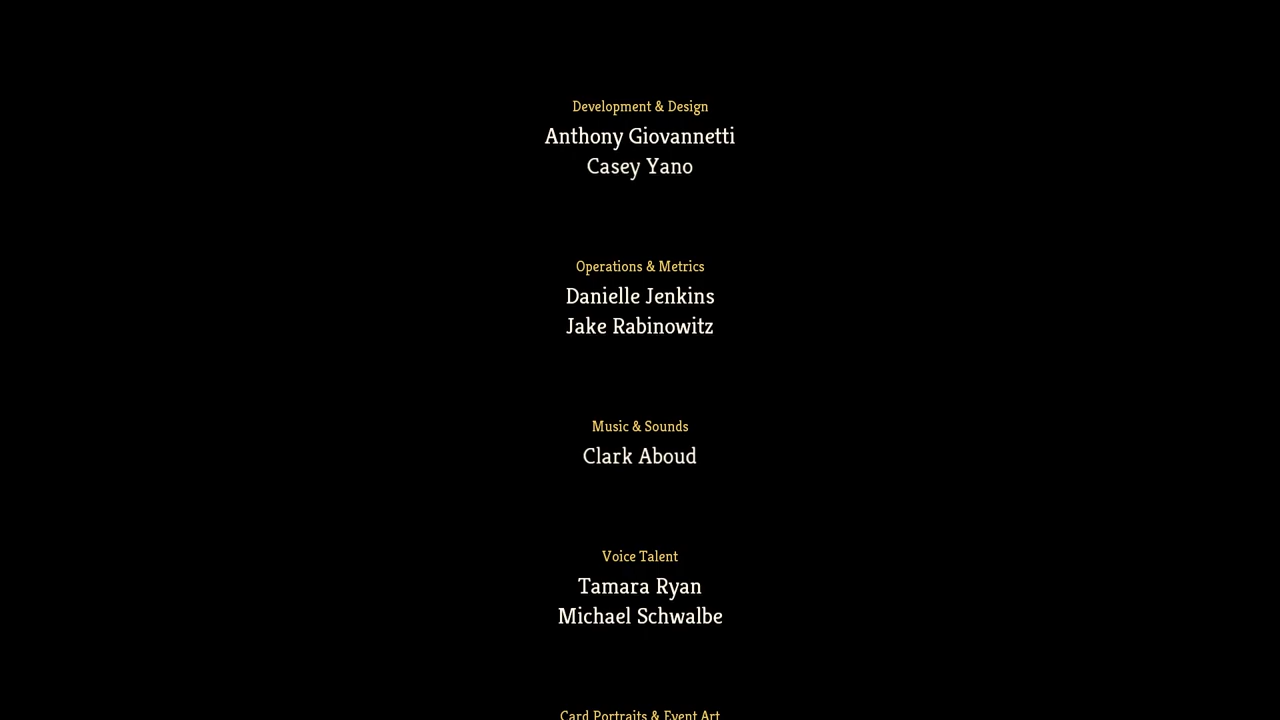 Development & Design
Anthony Giovannetti
Casey Yano
Operations & Metrics
Danielle Jenkins
Jake Rabinowitz
Music & Sounds
Clark Aboud
Voice Talent
Tamara Ryan
Michael Schwalbe
Card Portraits & Event Art